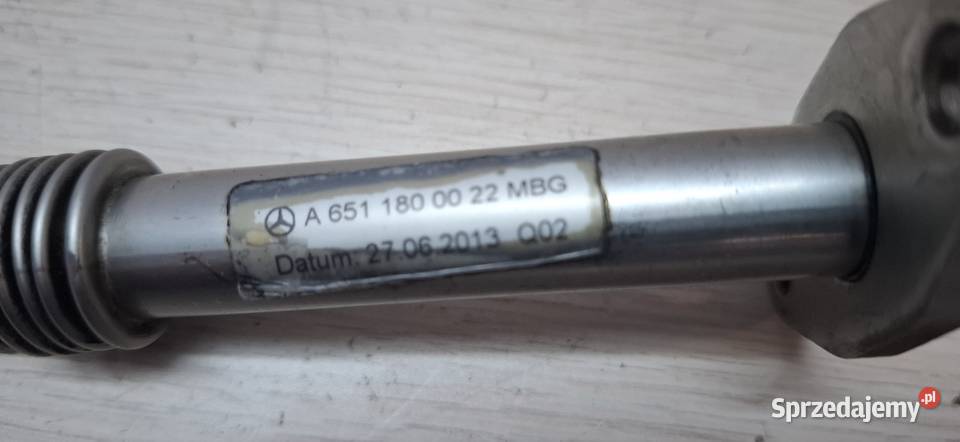 A 651 180 00 22 MBG
Datum: 27.06.2013 Q02
Sprzedajemy.pl